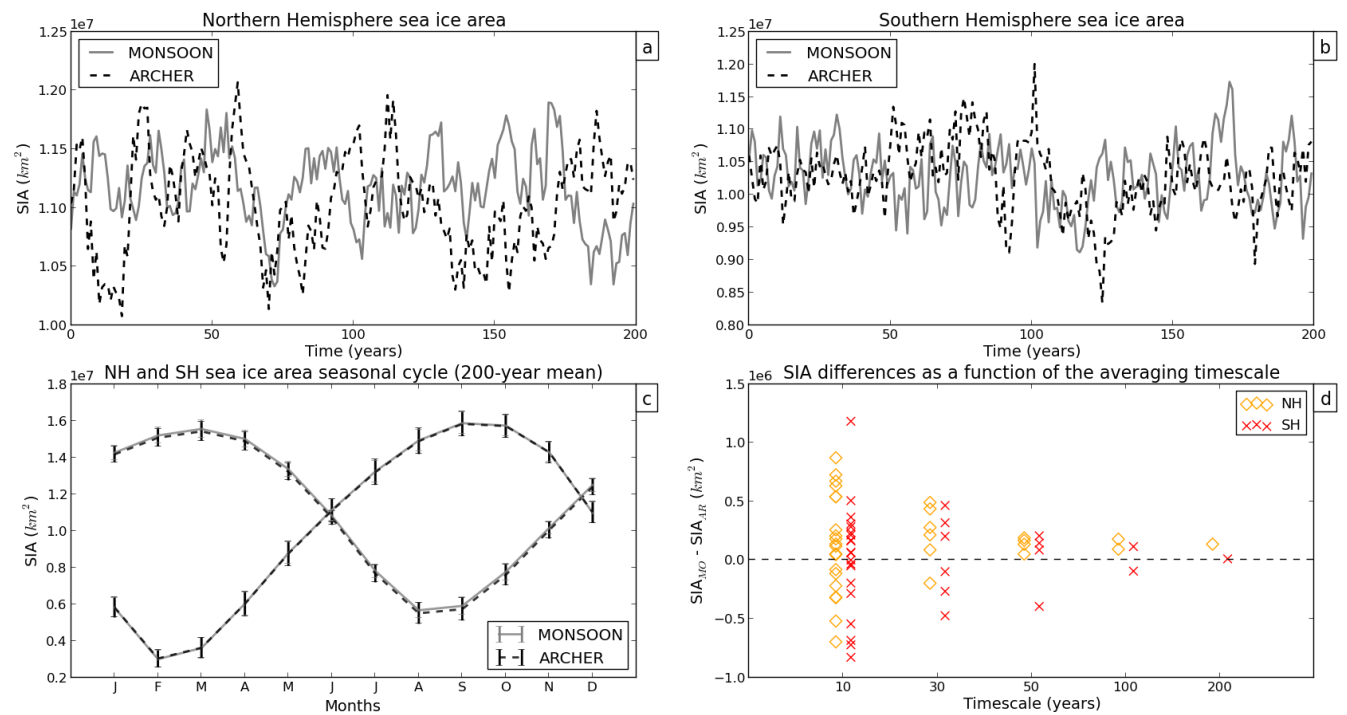 Northern Hemisphere sea ice area
1e7
a
MONSOON
ARCHER
1.25
1.20
1.15
1.10
1.05
1.00
SIA (km²)
0 50 100 150 200
Time (years)
Southern Hemisphere sea ice area
1e7
b
MONSOON
ARCHER
1.25
1.20
1.15
1.10
1.05
1.00
0.95
0.90
0.85
0.80
SIA (km²)
0 50 100 150 200
Time (years)
NH and SH sea ice area seasonal cycle (200-year mean)
1e7
c
1.8
1.6
1.4
1.2
1.0
0.8
0.6
0.4
0.2
SIA (km²)
MONSOON
ARCHER
J F M A M J J A S O N D
Months
SIA differences as a function of the averaging timescale
1e6
d
NH
SH
1.5
1.0
0.5
0.0
−0.5
−1.0
SIA_MO - SIA_AR (km²)
10 30 50 100 200
Timescale (years)